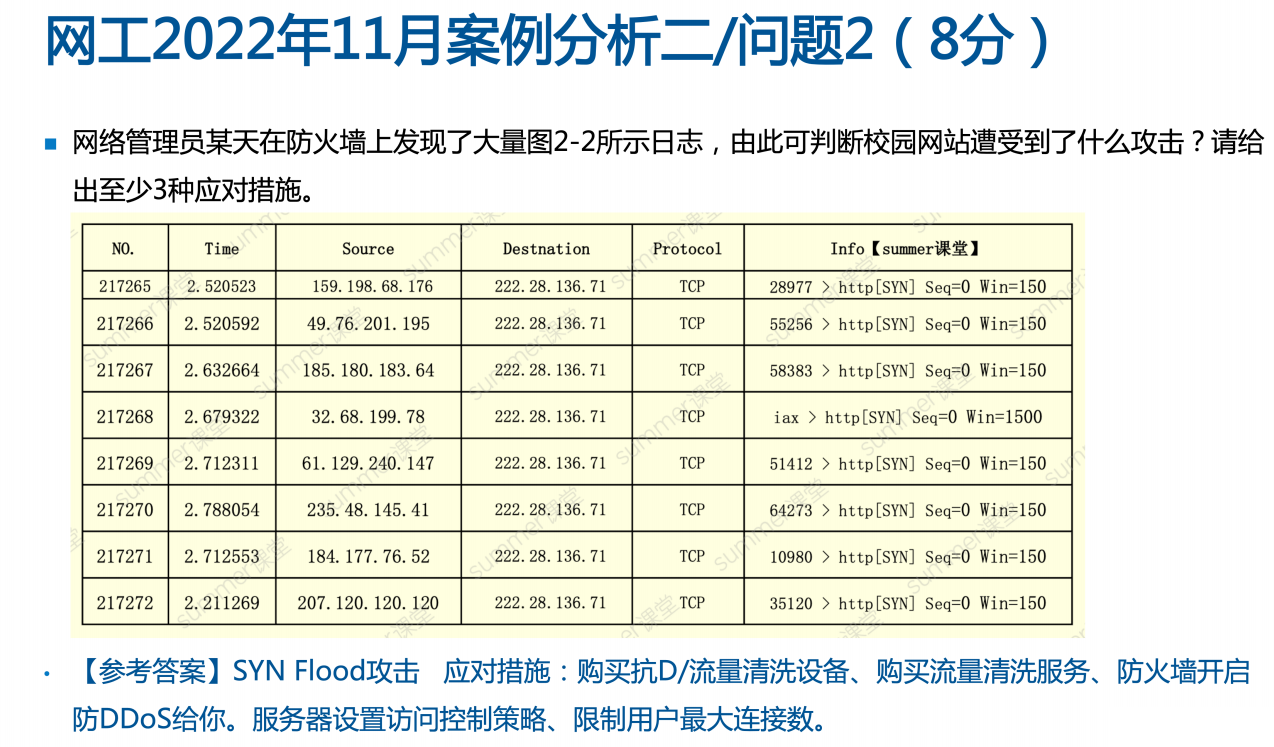 网工2022年11月案例分析二/问题2（8分）
网络管理员某天在防火墙上发现了大量图2-2所示日志，由此可判断校园网站遭受到了什么攻击？请给
出至少3种应对措施。
NO. Time Source Destnation Protocol Info【summer课堂】
217265 2.520523 159.198.68.176 222.28.136.71 TCP 28977 > http[SYN] Seq=0 Win=150
217266 2.520592 49.76.201.195 222.28.136.71 TCP 55256 > http[SYN] Seq=0 Win=150
217267 2.632664 185.180.183.64 222.28.136.71 TCP 58383 > http[SYN] Seq=0 Win=150
217268 2.679322 32.68.199.78 222.28.136.71 TCP iax > http[SYN] Seq=0 Win=1500
217269 2.712311 61.129.240.147 222.28.136.71 TCP 51412 > http[SYN] Seq=0 Win=150
217270 2.788054 235.48.145.41 222.28.136.71 TCP 64273 > http[SYN] Seq=0 Win=150
217271 2.712553 184.177.76.52 222.28.136.71 TCP 10980 > http[SYN] Seq=0 Win=150
217272 2.211269 207.120.120.120 222.28.136.71 TCP 35120 > http[SYN] Seq=0 Win=150
【参考答案】SYN Flood攻击 应对措施：购买抗D/流量清洗设备、购买流量清洗服务、防火墙开启
防DDoS给你。服务器设置访问控制策略、限制用户最大连接数。